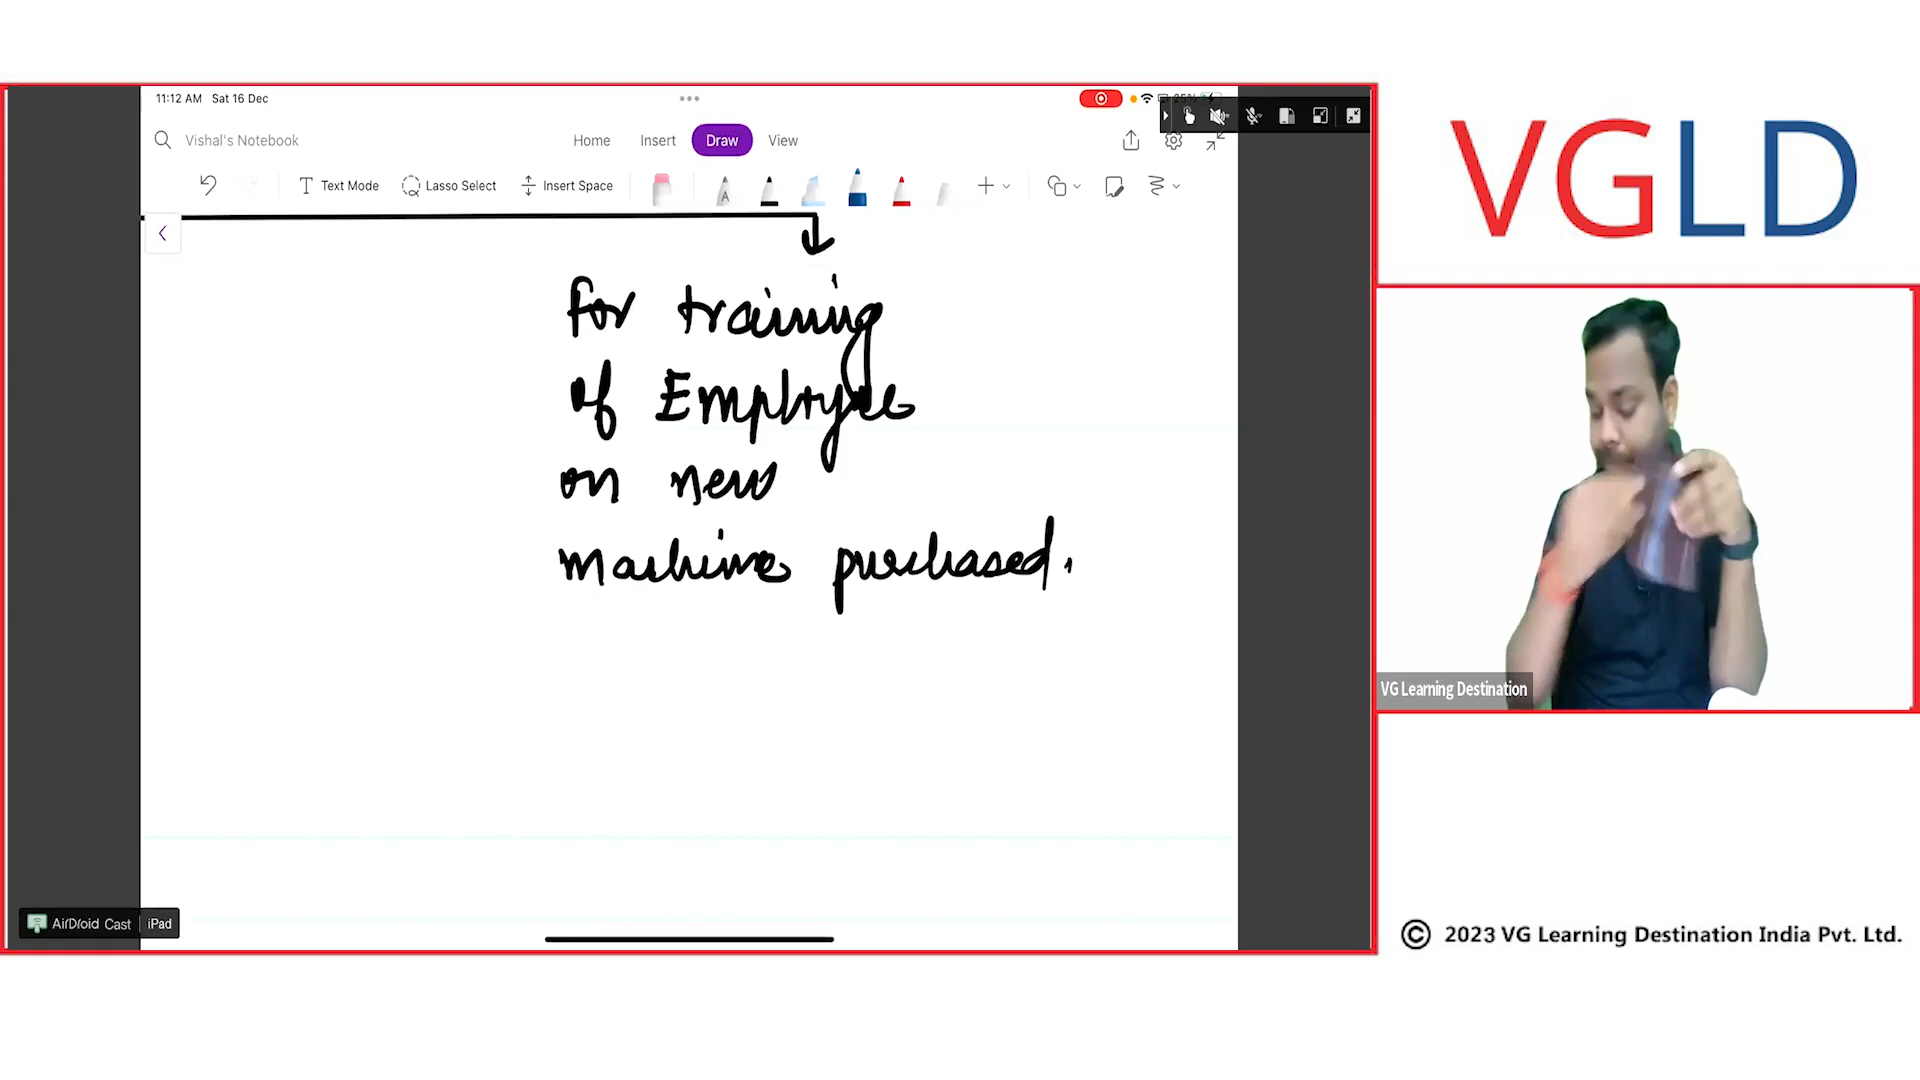 11:12 AM Sat 16 Dec
25%
Vishal's Notebook
Home Insert Draw View
Text Mode Lasso Select Insert Space
A
for training
of Employee
on new
machine purchased.
AirDroid Cast iPad
VGLD
VG Learning Destination
© 2023 VG Learning Destination India Pvt. Ltd.